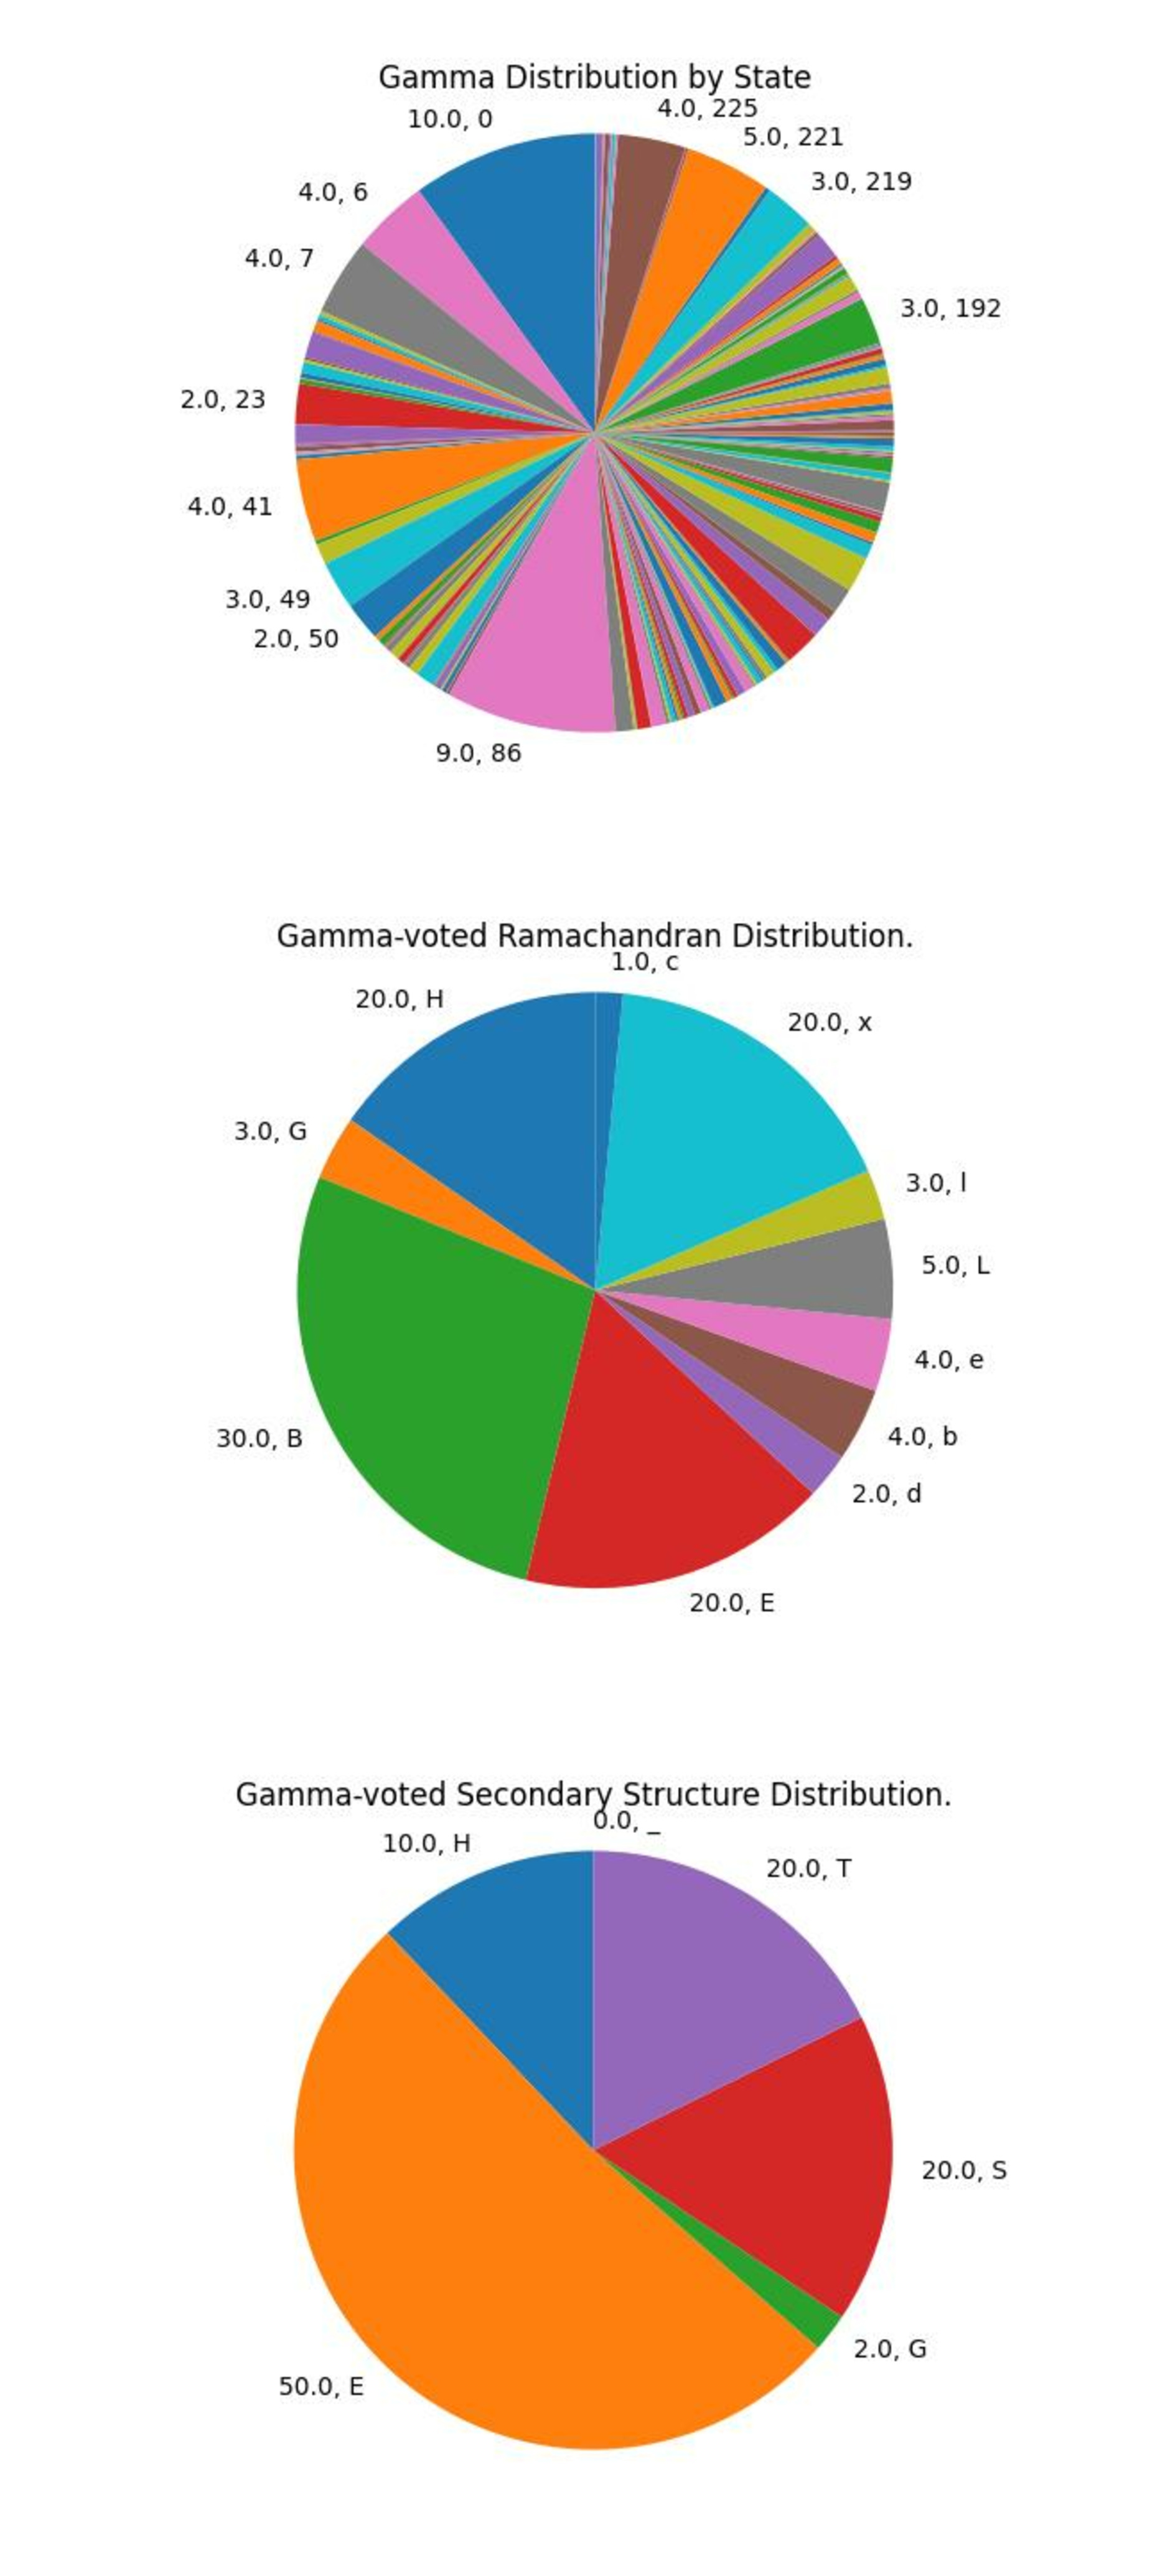 Gamma Distribution by State
10.0, 0
4.0, 225
5.0, 221
3.0, 219
4.0, 6
4.0, 7
3.0, 192
2.0, 23
4.0, 41
3.0, 49
2.0, 50
9.0, 86
Gamma-voted Ramachandran Distribution.
1.0, c
20.0, H
20.0, x
3.0, G
3.0, l
5.0, L
4.0, e
30.0, B
4.0, b
2.0, d
20.0, E
Gamma-voted Secondary Structure Distribution.
0.0, _
10.0, H
20.0, T
20.0, S
2.0, G
50.0, E